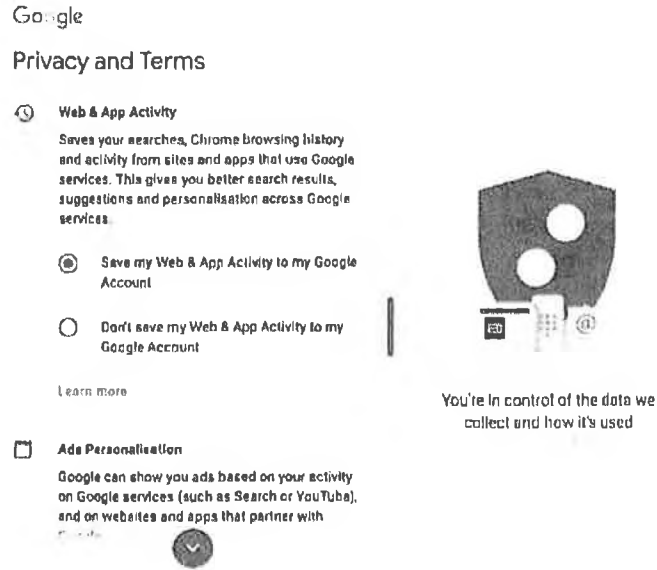 Google
Privacy and Terms
Web & App Activity
Saves your searches, Chrome browsing history
and activity from sites and apps that use Google
services. This gives you better search results,
suggestions and personalisation across Google
services.
Save my Web & App Activity to my Google
Account
Don't save my Web & App Activity to my
Google Account
Learn more
You're in control of the data we
collect and how it's used
Ads Personalisation
Google can show you ads based on your activity
on Google services (such as Search or YouTube),
and on websites and apps that partner with